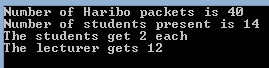 Number of Haribo packets is 40
Number of students present is 14
The students get 2 each
The lecturer gets 12